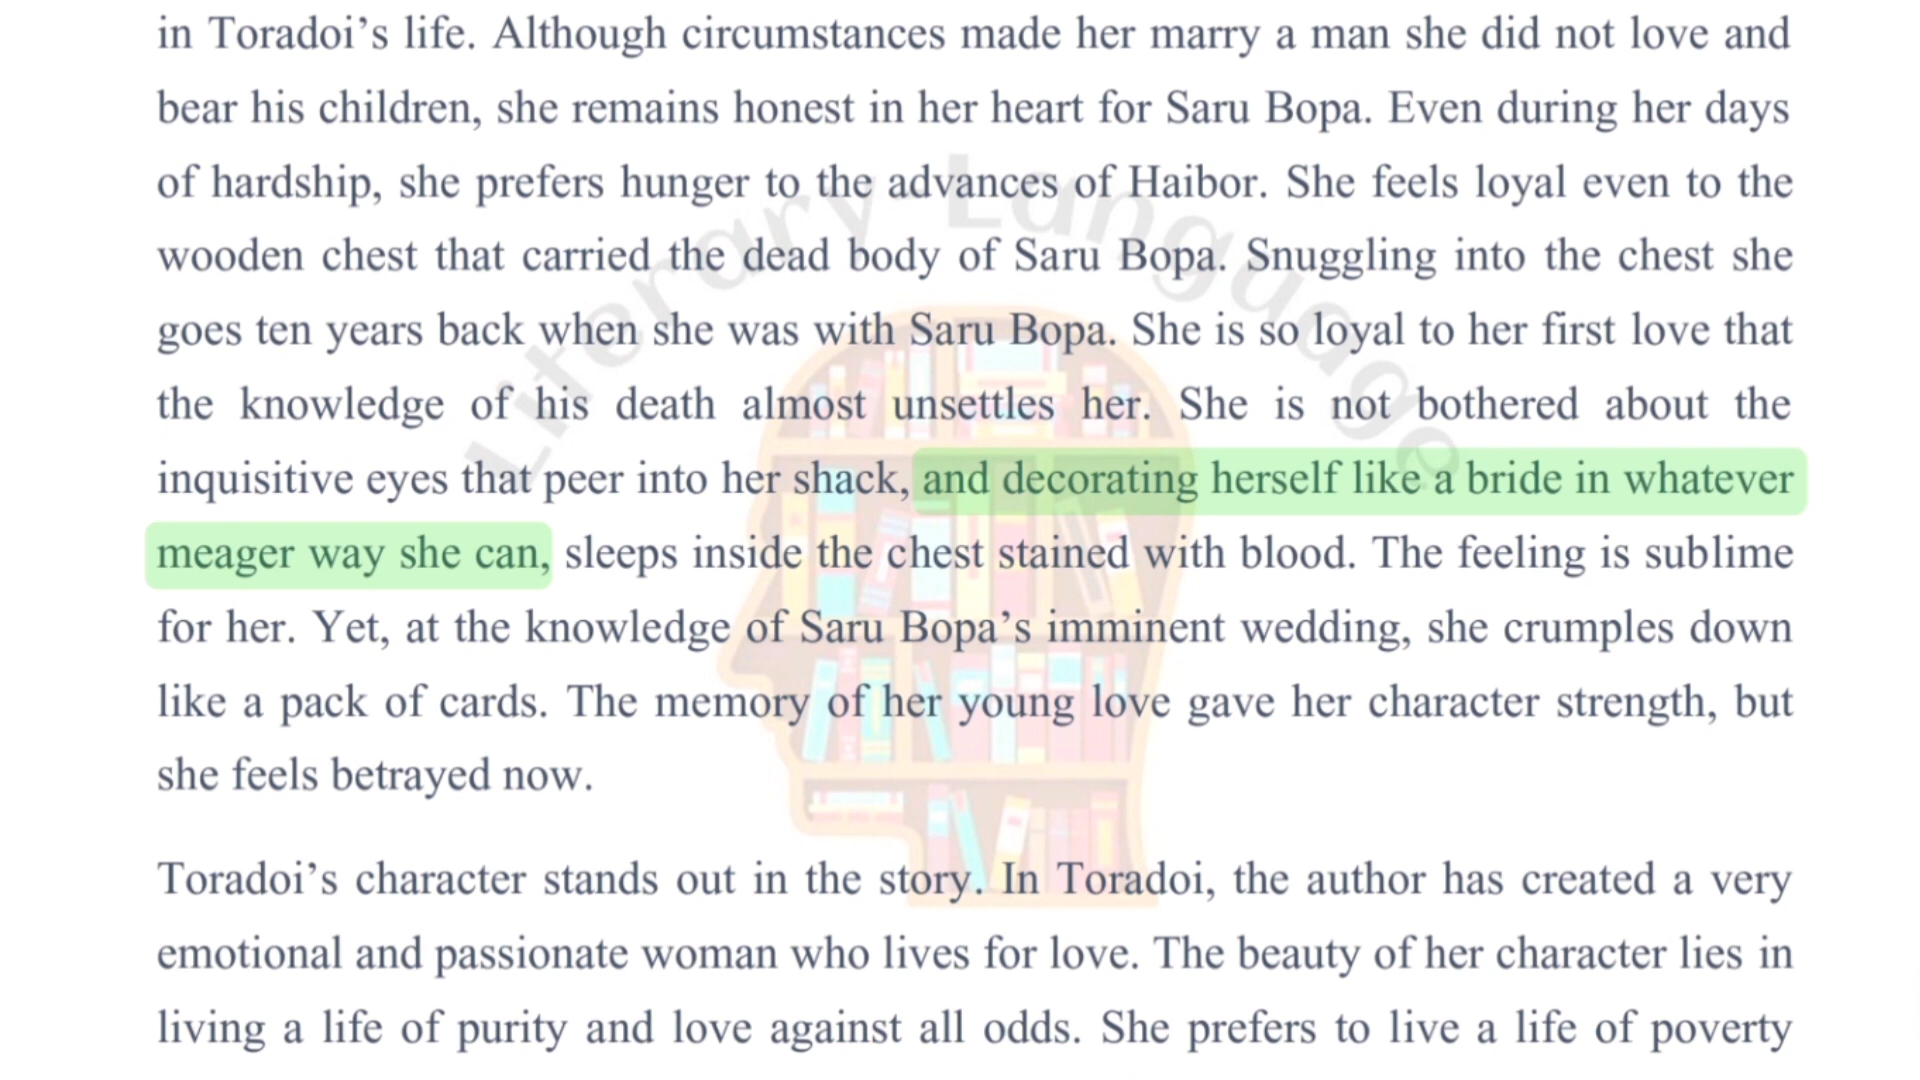 in Toradoi’s life. Although circumstances made her marry a man she did not love and
bear his children, she remains honest in her heart for Saru Bopa. Even during her days
of hardship, she prefers hunger to the advances of Haibor. She feels loyal even to the
wooden chest that carried the dead body of Saru Bopa. Snuggling into the chest she
goes ten years back when she was with Saru Bopa. She is so loyal to her first love that
the knowledge of his death almost unsettles her. She is not bothered about the
inquisitive eyes that peer into her shack, and decorating herself like a bride in whatever
meager way she can, sleeps inside the chest stained with blood. The feeling is sublime
for her. Yet, at the knowledge of Saru Bopa’s imminent wedding, she crumples down
like a pack of cards. The memory of her young love gave her character strength, but
she feels betrayed now.
Toradoi’s character stands out in the story. In Toradoi, the author has created a very
emotional and passionate woman who lives for love. The beauty of her character lies in
living a life of purity and love against all odds. She prefers to live a life of poverty
Literary-Language